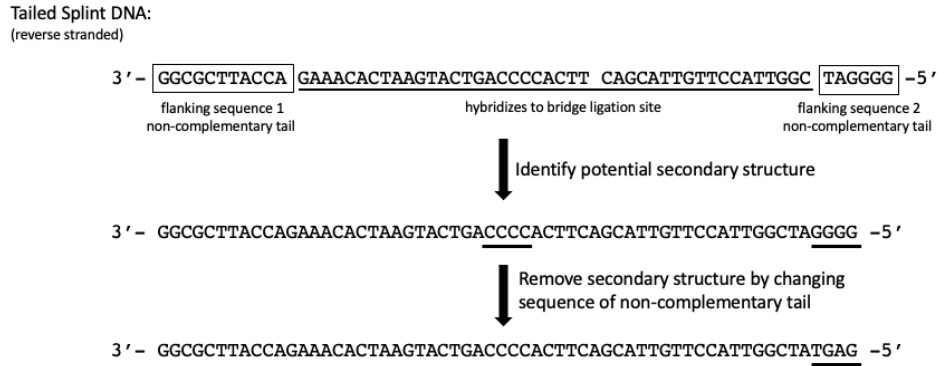 Tailed Splint DNA:
(reverse stranded)
3’– GGCGCTTACCA GAAACACTAAGTACTGACCCCACTT CAGCATTGTTCCATTGGC TAGGGG –5’
flanking sequence 1 hybridizes to bridge ligation site flanking sequence 2
non-complementary tail non-complementary tail
Identify potential secondary structure
3’– GGCGCTTACCAGAAACACTAAGTACTGACCCCACTTCAGCATTGTTCCATTGGCTAGGGG –5’
Remove secondary structure by changing
sequence of non-complementary tail
3’– GGCGCTTACCAGAAACACTAAGTACTGACCCCACTTCAGCATTGTTCCATTGGCTATGAG –5’